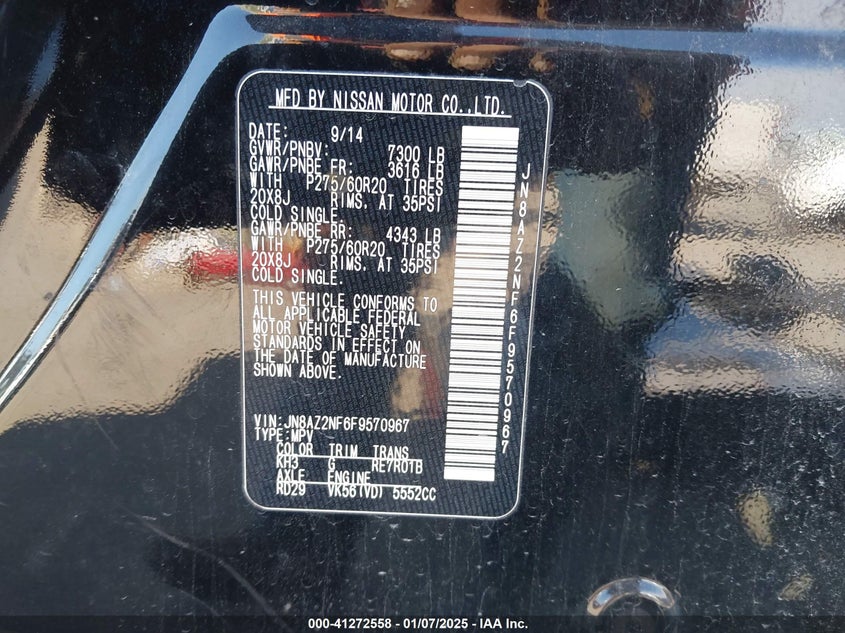 MFD BY NISSAN MOTOR CO.,LTD.
DATE: 9/14
GVWR/PNBV: 7300 LB
GAWR/PNBE FR: 3616 LB
WITH P275/60R20 TIRES
20X8J RIMS, AT 35PSI
COLD SINGLE.
GAWR/PNBE RR: 4343 LB
WITH P275/60R20 TIRES
20X8J RIMS, AT 35PSI
COLD SINGLE.
THIS VEHICLE CONFORMS TO
ALL APPLICABLE FEDERAL
MOTOR VEHICLE SAFETY
STANDARDS IN EFFECT ON
THE DATE OF MANUFACTURE
SHOWN ABOVE.
VIN:JN8AZ2NF6F9570967
TYPE:MPV
COLOR TRIM TRANS
KH3 G RE7R01B
AXLE ENGINE
RD29 VK56(VD) 5552CC
JN8AZ2NF6F9570967
000-41272558 - 01/07/2025 - IAA Inc.